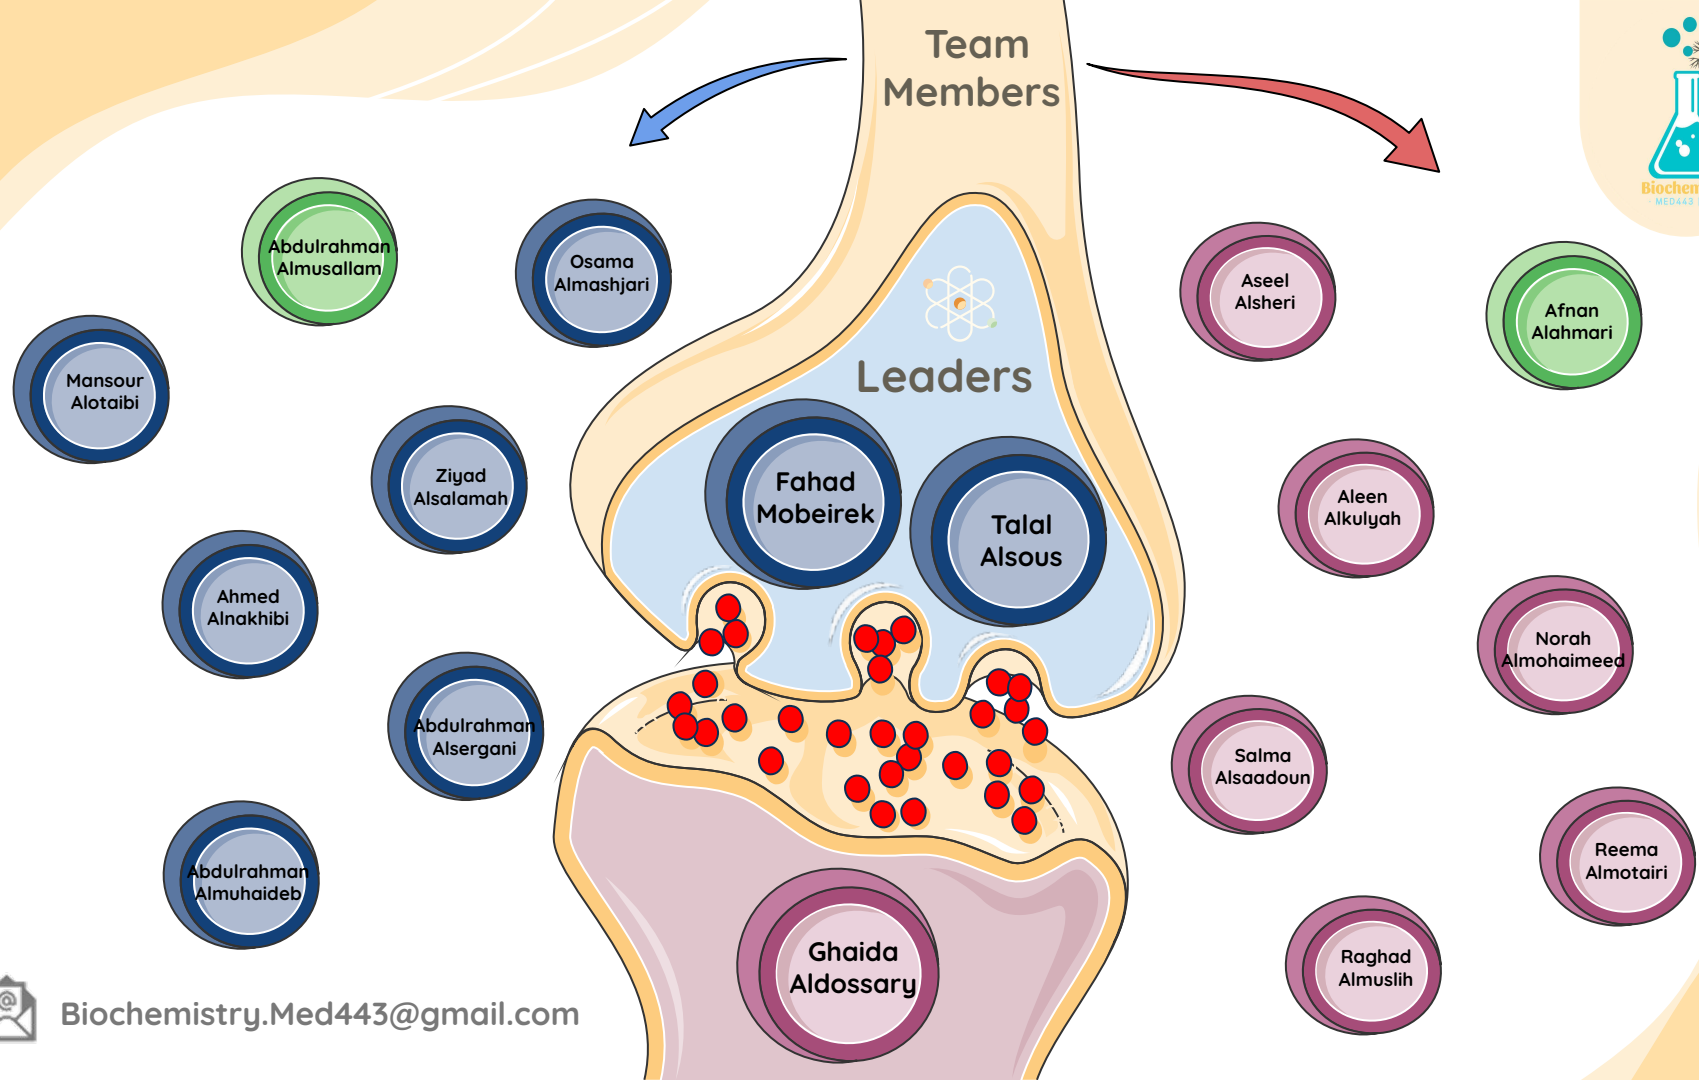 Team
Members
Abdulrahman
Almusallam
Osama
Almashjari
Mansour
Alotaibi
Ziyad
Alsalamah
Ahmed
Alnakhibi
Abdulrahman
Alsergani
Abdulrahman
Almuhaideb
Leaders
Fahad
Mobeirek
Talal
Alsous
Ghaida
Aldossary
Aseel
Alsheri
Afnan
Alahmari
Aleen
Alkulyah
Norah
Almohaimeed
Salma
Alsaadoun
Reema
Almotairi
Raghad
Almuslih
Biochem
MED443
Biochemistry.Med443@gmail.com